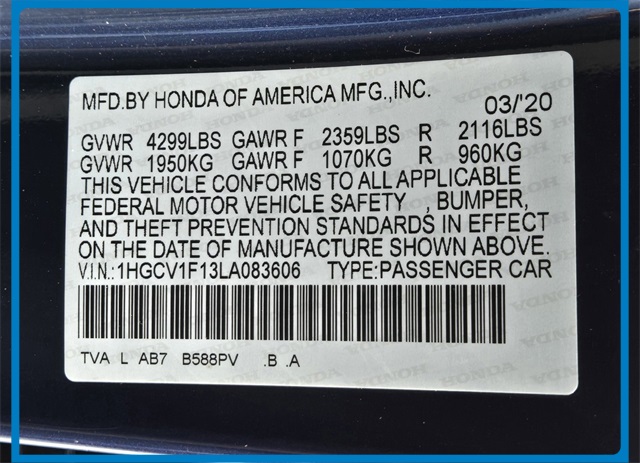 MFD.BY HONDA OF AMERICA MFG.,INC. 03/'20
GVWR 4299LBS GAWR F 2359LBS R 2116LBS
GVWR 1950KG GAWR F 1070KG R 960KG
THIS VEHICLE CONFORMS TO ALL APPLICABLE
FEDERAL MOTOR VEHICLE SAFETY , BUMPER,
AND THEFT PREVENTION STANDARDS IN EFFECT
ON THE DATE OF MANUFACTURE SHOWN ABOVE.
V.I.N.:1HGCV1F13LA083606 TYPE:PASSENGER CAR
TVA L AB7 B588PV .B .A